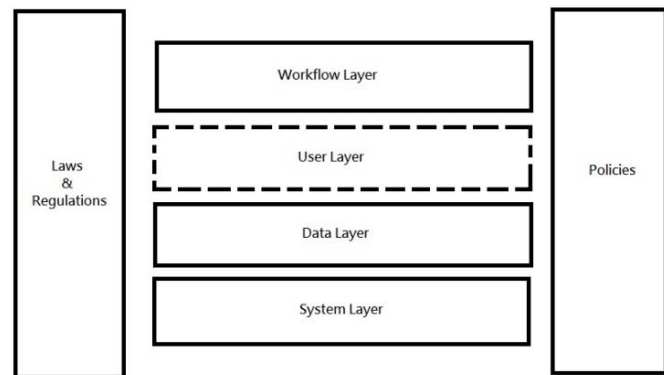 Laws
&
Regulations
Workflow Layer
User Layer
Data Layer
System Layer
Policies